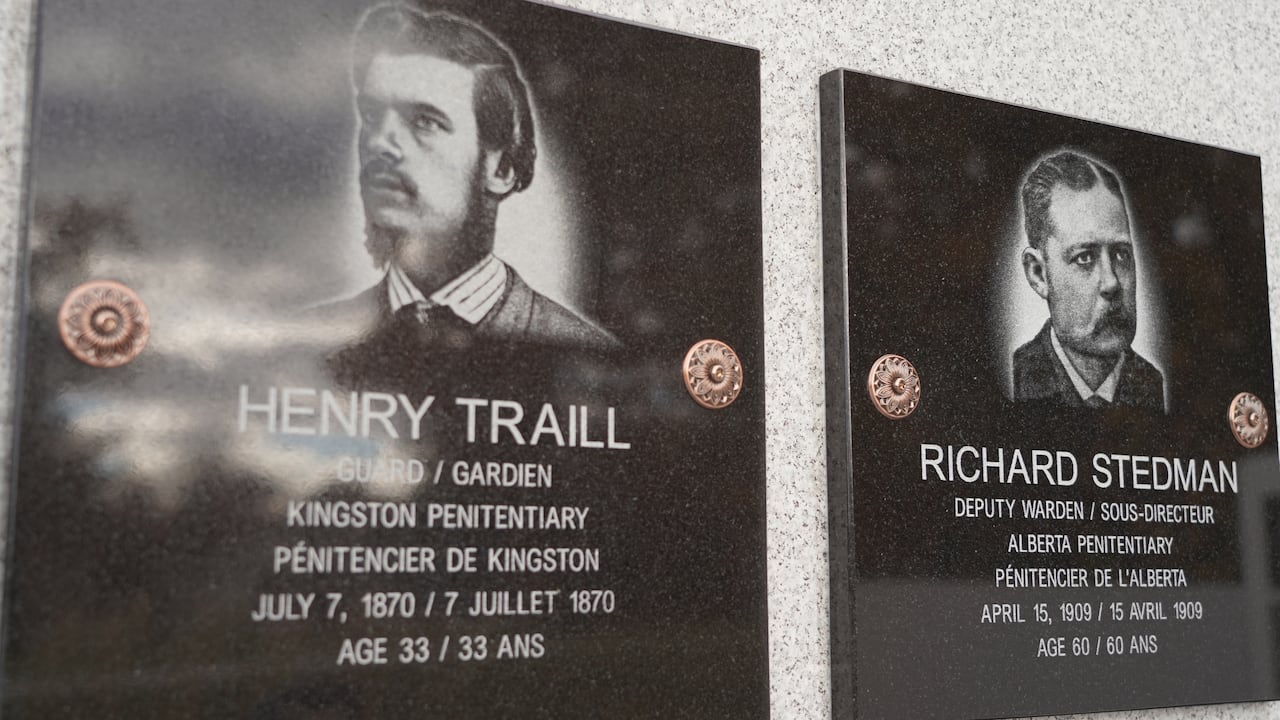 HENRY TRAILL
GUARD / GARDIEN
KINGSTON PENITENTIARY
PÉNITENCIER DE KINGSTON
JULY 7, 1870 / 7 JUILLET 1870
AGE 33 / 33 ANS
RICHARD STEDMAN
DEPUTY WARDEN / SOUS-DIRECTEUR
ALBERTA PENITENTIARY
PÉNITENCIER DE L'ALBERTA
APRIL 15, 1909 / 15 AVRIL 1909
AGE 60 / 60 ANS